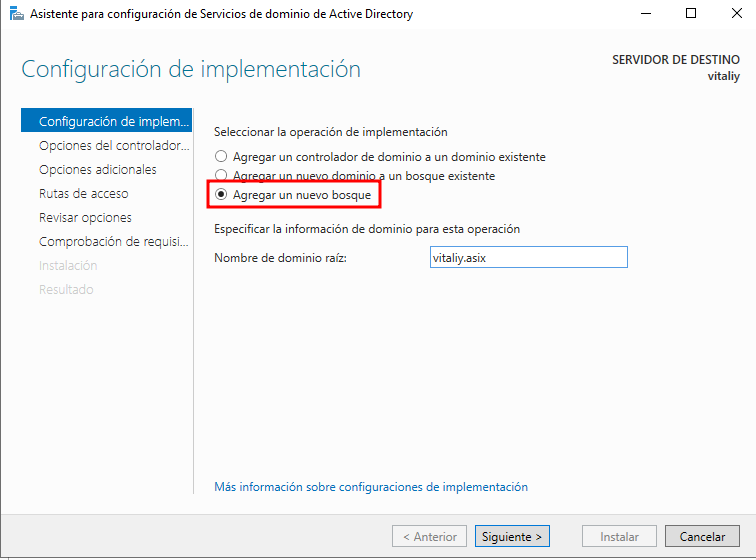 Asistente para configuración de Servicios de dominio de Active Directory
Configuración de implementación
SERVIDOR DE DESTINO
vitaliy
Configuración de implem...
Opciones del controlador...
Opciones adicionales
Rutas de acceso
Revisar opciones
Comprobación de requisi...
Instalación
Resultado
Seleccionar la operación de implementación
Agregar un controlador de dominio a un dominio existente
Agregar un nuevo dominio a un bosque existente
Agregar un nuevo bosque
Especificar la información de dominio para esta operación
Nombre de dominio raíz:
vitaliy.asix
Más información sobre configuraciones de implementación
< Anterior
Siguiente >
Instalar
Cancelar